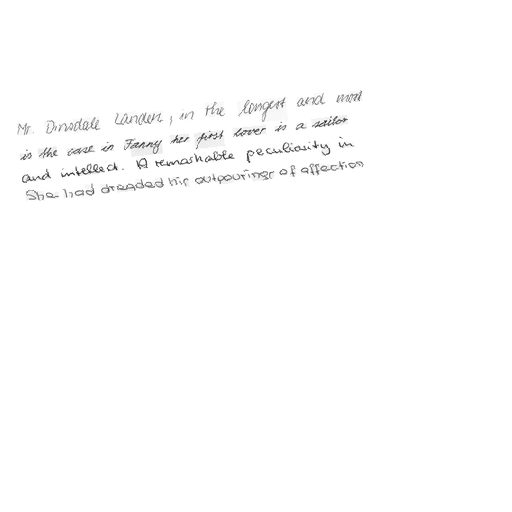 Mr. Dinsdale Landen, in the longest and most
is the case in Fanny her first lover is a sailor
and intellect. A remarkable peculiarity in
She had dreaded his outpourings of affection